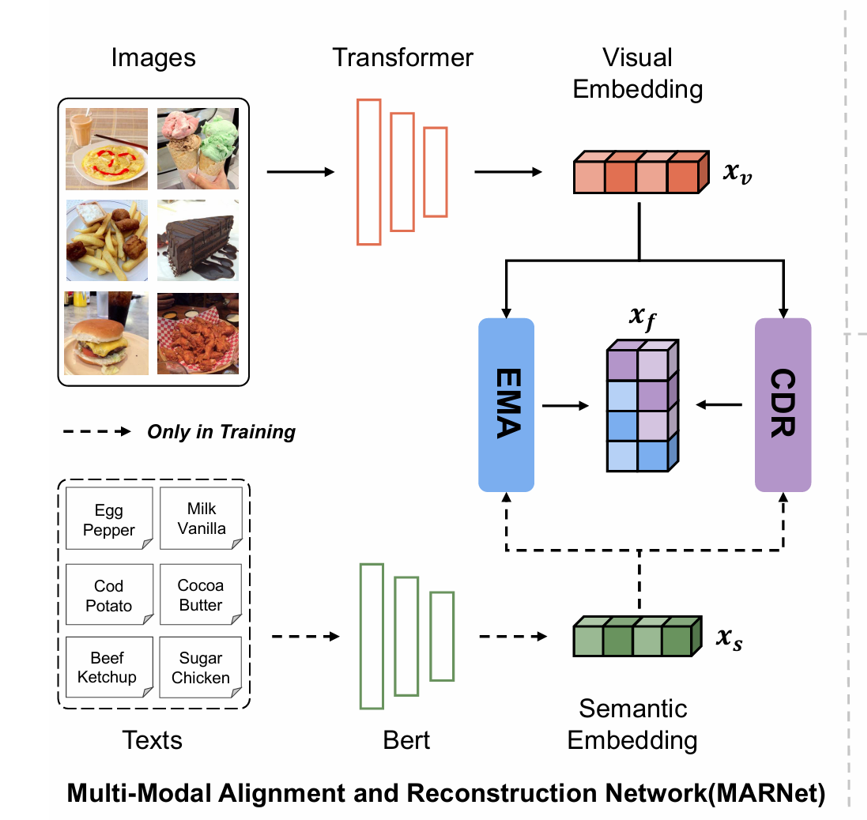 Images
Transformer
Visual
Embedding
x_v
x_f
EMA
CDR
Only in Training
Egg
Pepper
Milk
Vanilla
Cod
Potato
Cocoa
Butter
Beef
Ketchup
Sugar
Chicken
x_s
Texts
Bert
Semantic
Embedding
Multi-Modal Alignment and Reconstruction Network(MARNet)